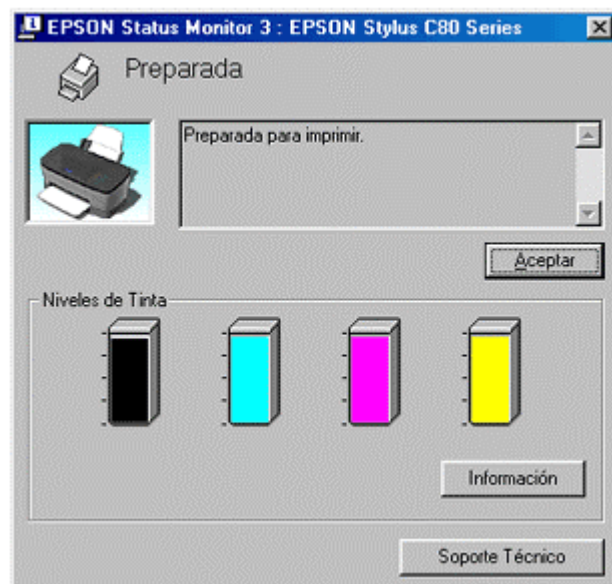 EPSON Status Monitor 3 : EPSON Stylus C80 Series
Preparada
Preparada para imprimir.
Aceptar
Niveles de Tinta
Información
Soporte Técnico